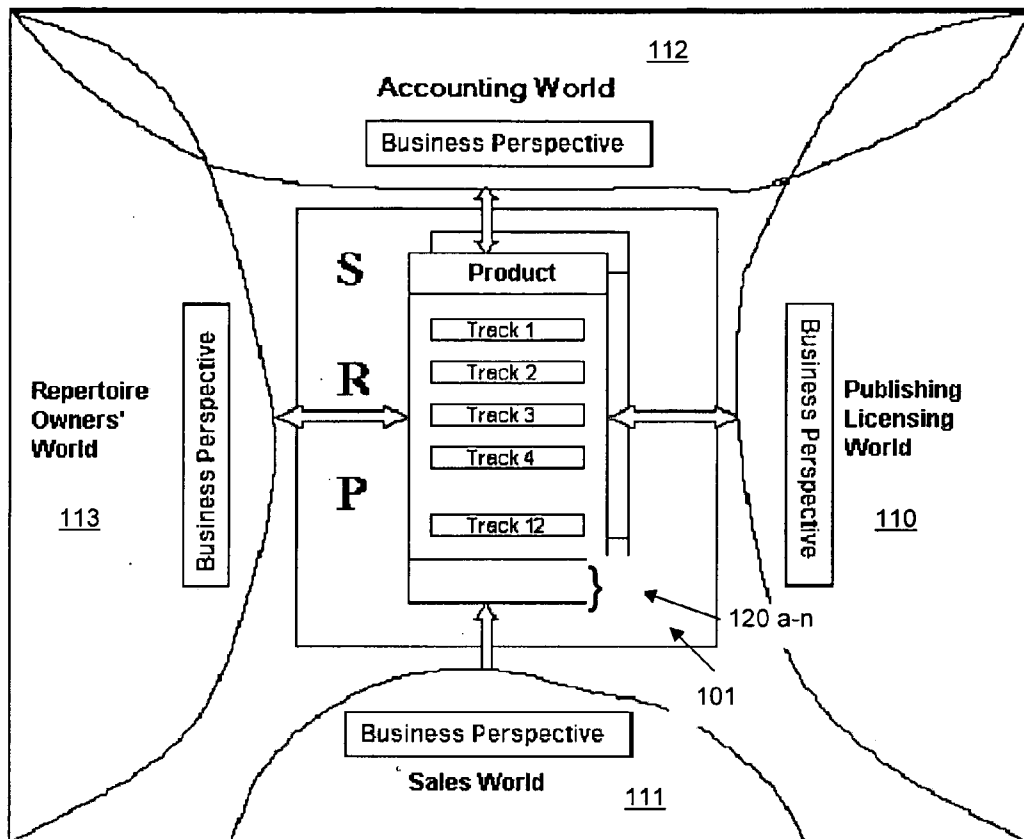 112
Accounting World
Business Perspective
S
Product
Track 1
R
Track 2
Track 3
Track 4
P
Track 12
Repertoire
Owners'
World
113
Business Perspective
Business Perspective
Publishing
Licensing
World
110
120 a-n
101
Business Perspective
Sales World
111